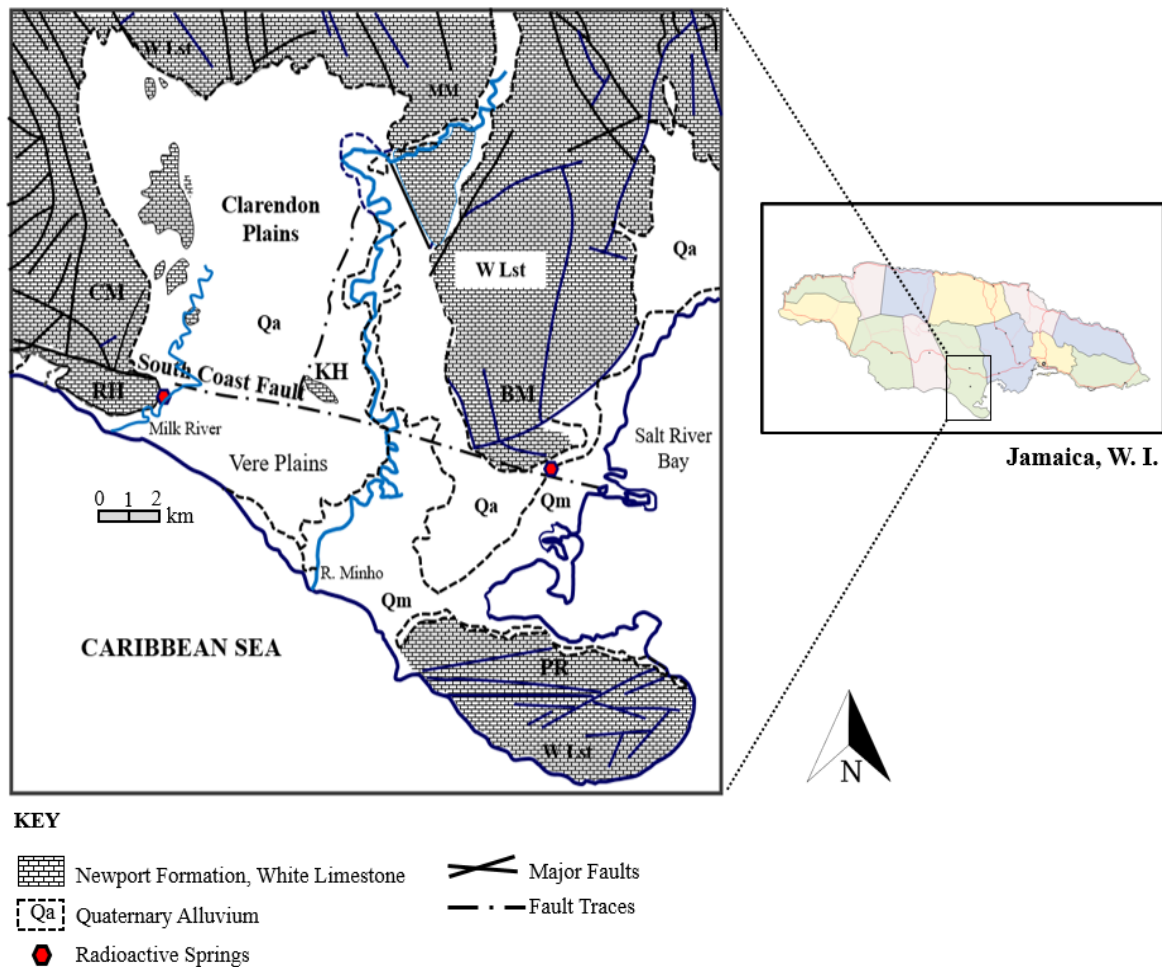 W Lst
MM
Clarendon
Plains
Qa
W Lst
CM
Qa
South Coast Fault
KH
RH
BM
Salt River
Bay
Milk River
Vere Plains
0 1 2
km
Qa
Qm
R. Minho
Qm
CARIBBEAN SEA
PR
W Lst
Jamaica, W. I.
N
KEY
Newport Formation, White Limestone
Major Faults
Qa
Quaternary Alluvium
Fault Traces
Radioactive Springs